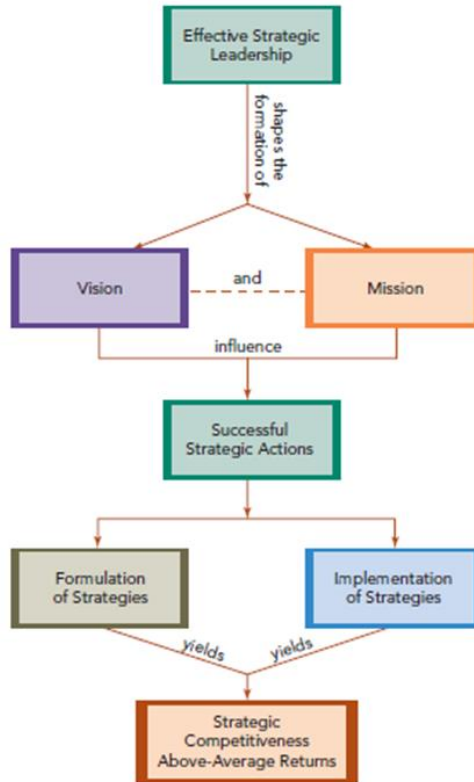 Effective Strategic
Leadership
shapes the
formation of
Vision
and
Mission
influence
Successful
Strategic Actions
Formulation
of Strategies
Implementation
of Strategies
yields
yields
Strategic
Competitiveness
Above-Average Returns